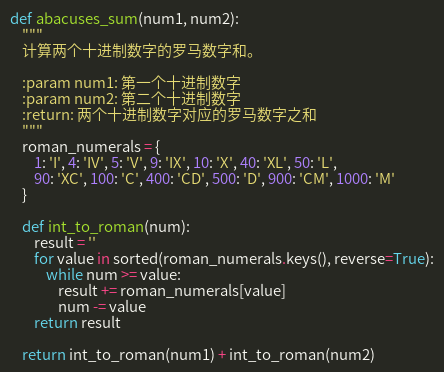 def abacuses_sum(num1, num2):
    """
    计算两个十进制数字的罗马数字和。

    :param num1: 第一个十进制数字
    :param num2: 第二个十进制数字
    :return: 两个十进制数字对应的罗马数字之和
    """
    roman_numerals = {
        1: 'I', 4: 'IV', 5: 'V', 9: 'IX', 10: 'X', 40: 'XL', 50: 'L',
        90: 'XC', 100: 'C', 400: 'CD', 500: 'D', 900: 'CM', 1000: 'M'
    }

    def int_to_roman(num):
        result = ''
        for value in sorted(roman_numerals.keys(), reverse=True):
            while num >= value:
                result += roman_numerals[value]
                num -= value
        return result

    return int_to_roman(num1) + int_to_roman(num2)